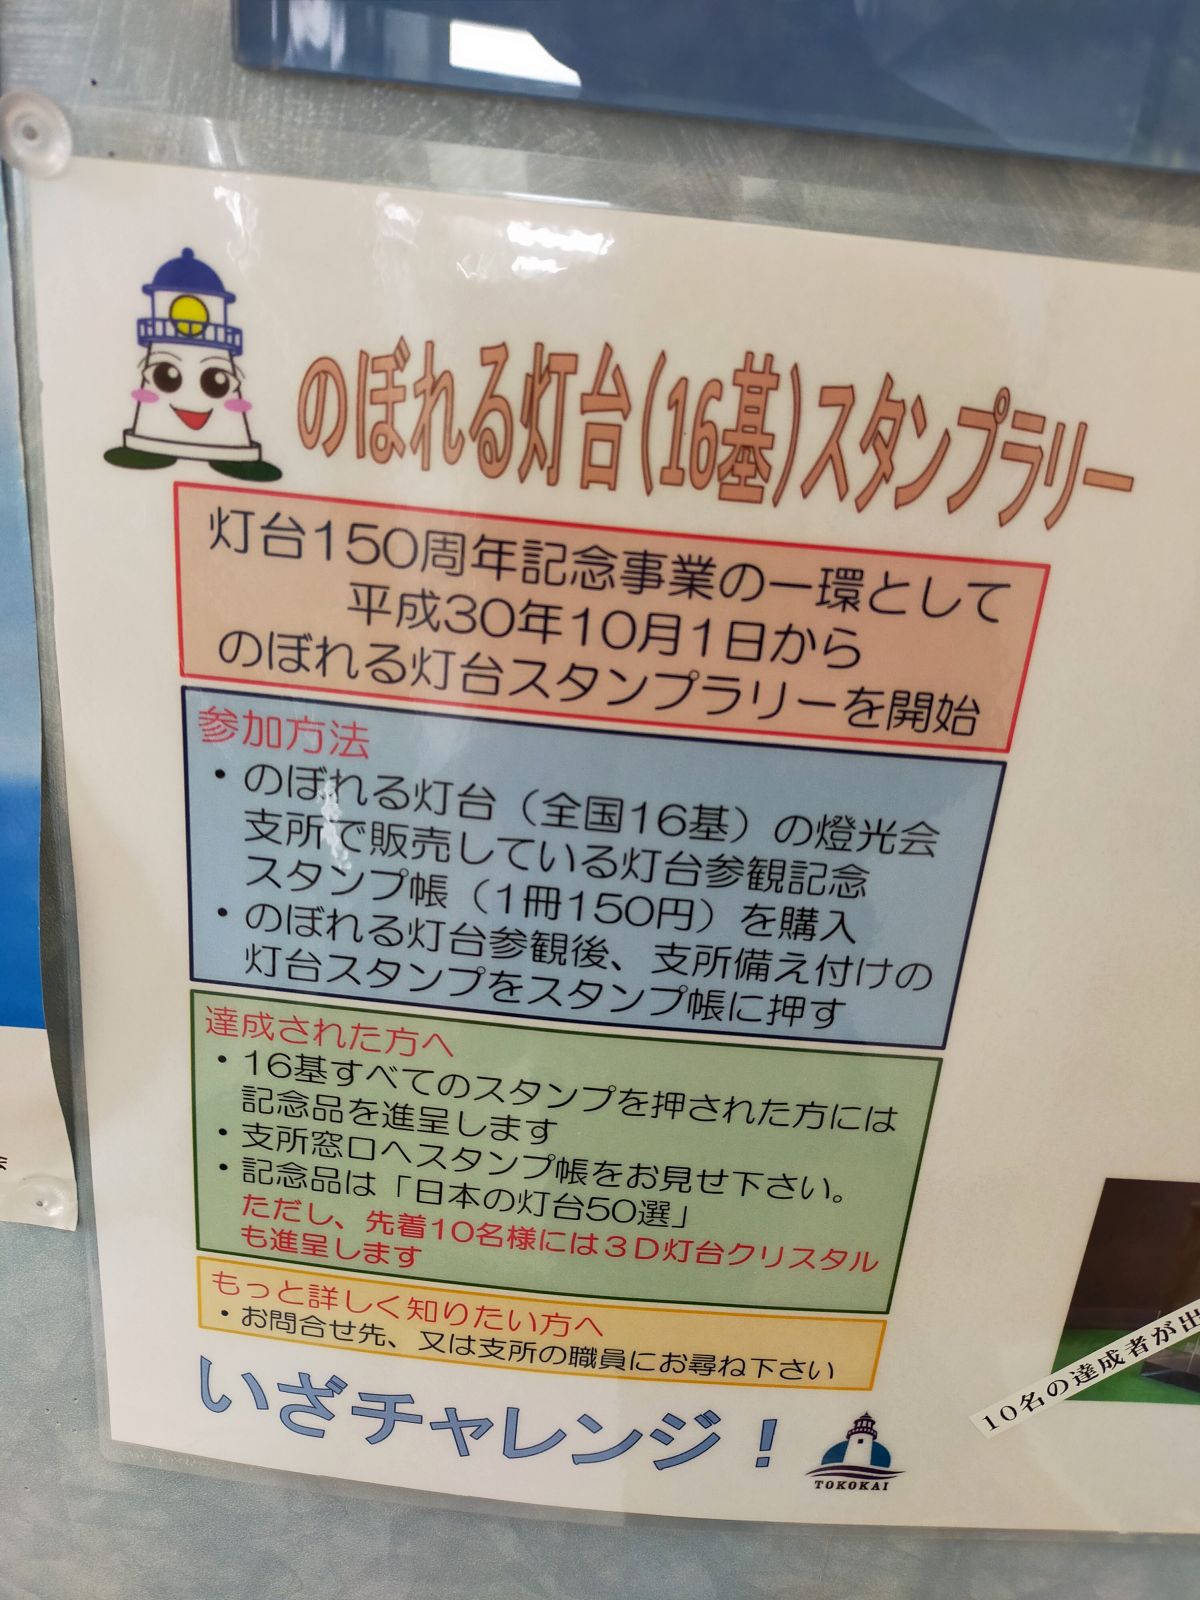 のぼれる灯台(16基)スタンプラリー
灯台150周年記念事業の一環として
平成30年10月1日から
のぼれる灯台スタンプラリーを開始
参加方法
・のぼれる灯台(全国16基)の燈光会
支所で販売している灯台参観記念
スタンプ帳(1冊150円)を購入
・のぼれる灯台参観後、支所備え付けの
灯台スタンプをスタンプ帳に押す
達成された方へ
・16基すべてのスタンプを押された方には
記念品を進呈します
・支所窓口へスタンプ帳をお見せ下さい。
・記念品は「日本の灯台50選」
ただし、先着10名様には3D灯台クリスタル
も進呈します
もっと詳しく知りたい方へ
・お問合せ先、又は支所の職員にお尋ね下さい
いざチャレンジ!
TOKOKAI
10名の達成者が出